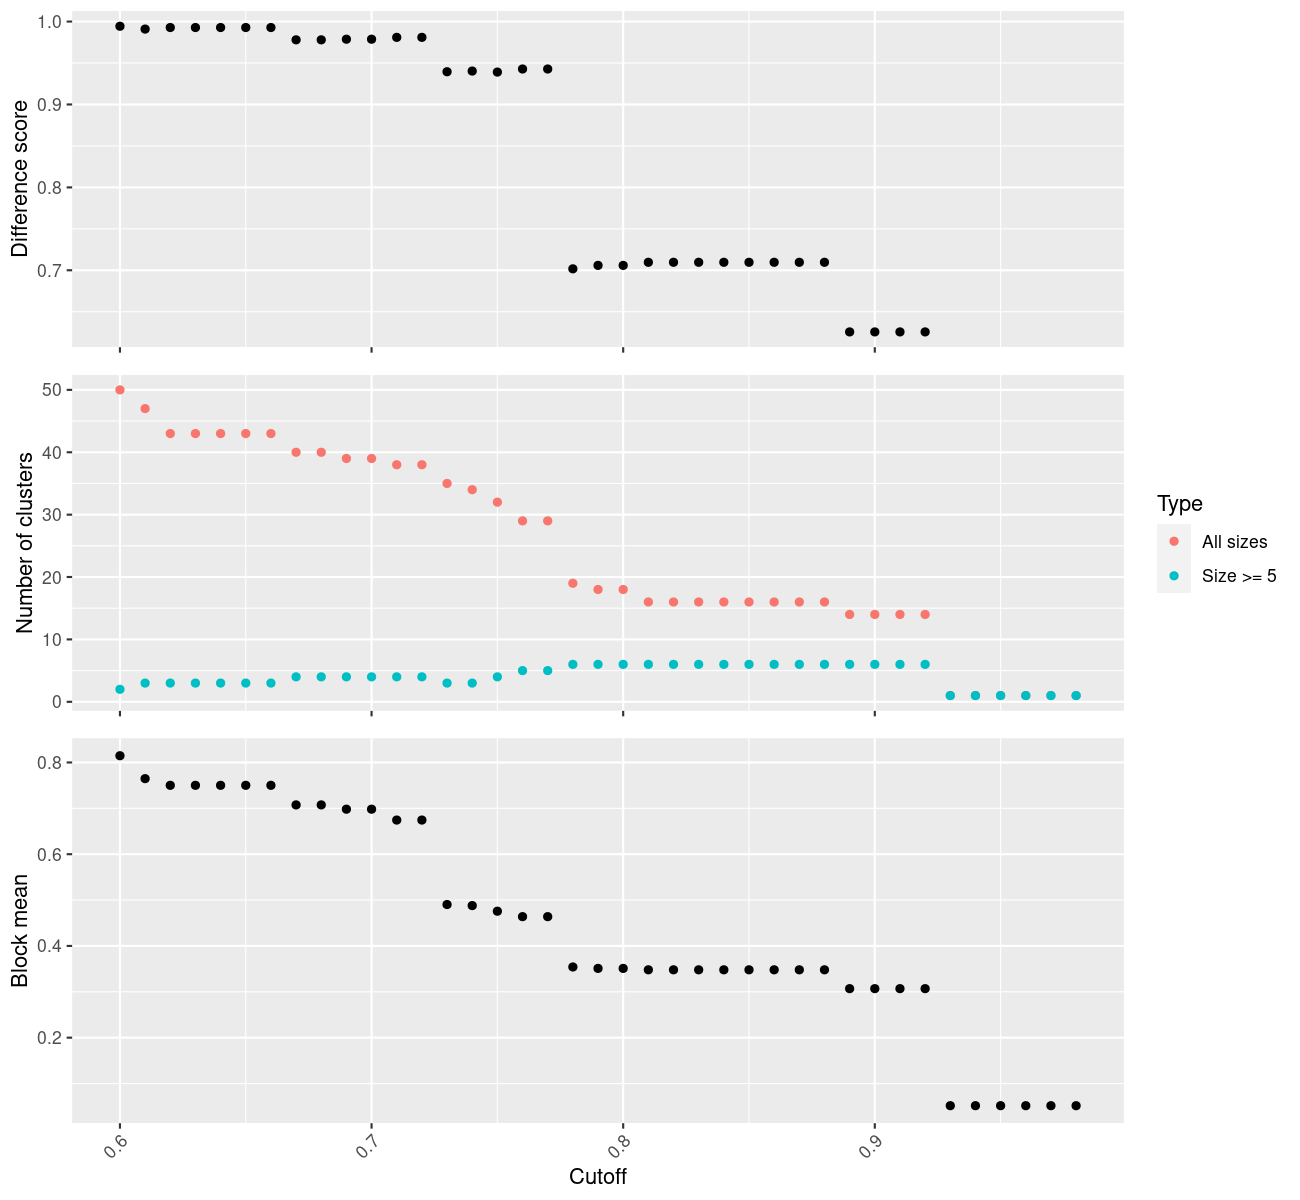 1.0
0.9
0.8
0.7
Difference score
50
40
30
20
10
0
Number of clusters
Type
All sizes
Size >= 5
0.8
0.6
0.4
0.2
Block mean
0.6 0.7 0.8 0.9
Cutoff